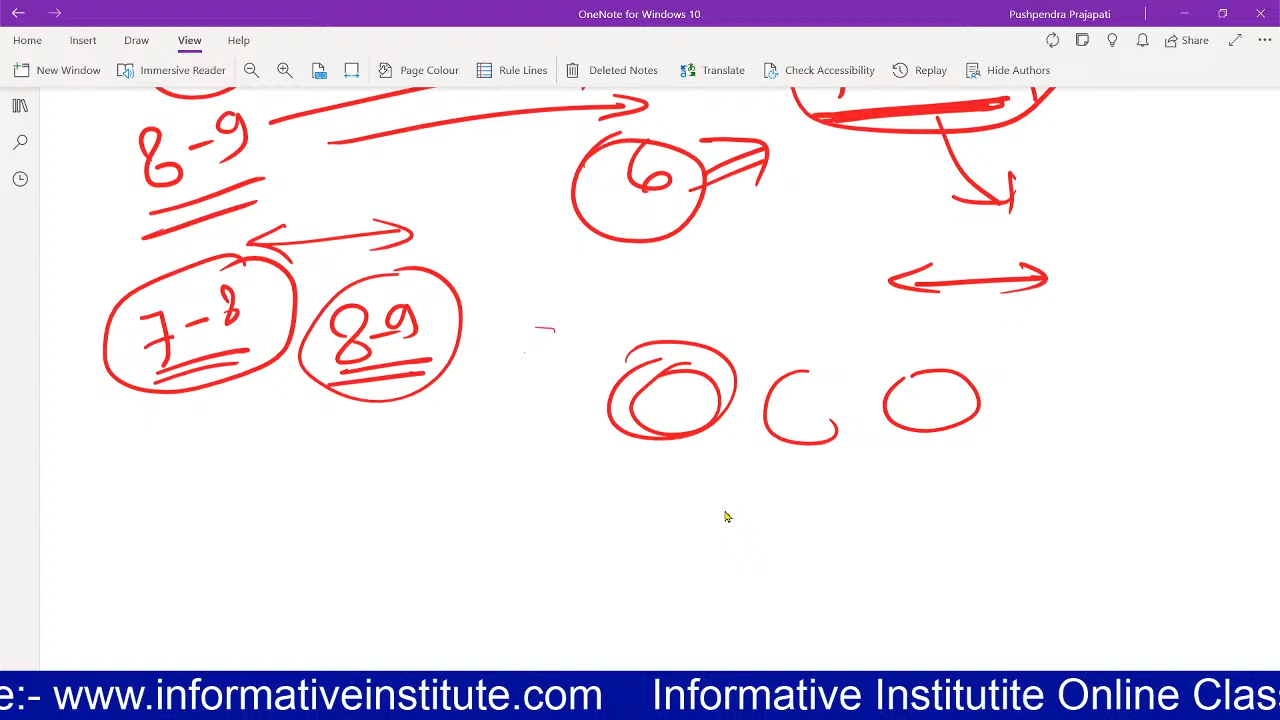 OneNote for Windows 10
Pushpendra Prajapati
Home Insert Draw View Help
Share
New Window Immersive Reader Page Colour Rule Lines Deleted Notes Translate Check Accessibility Replay Hide Authors
8-9
6
7-8 8-9
e:- www.informativeinstitute.com Informative Institutite Online Clas